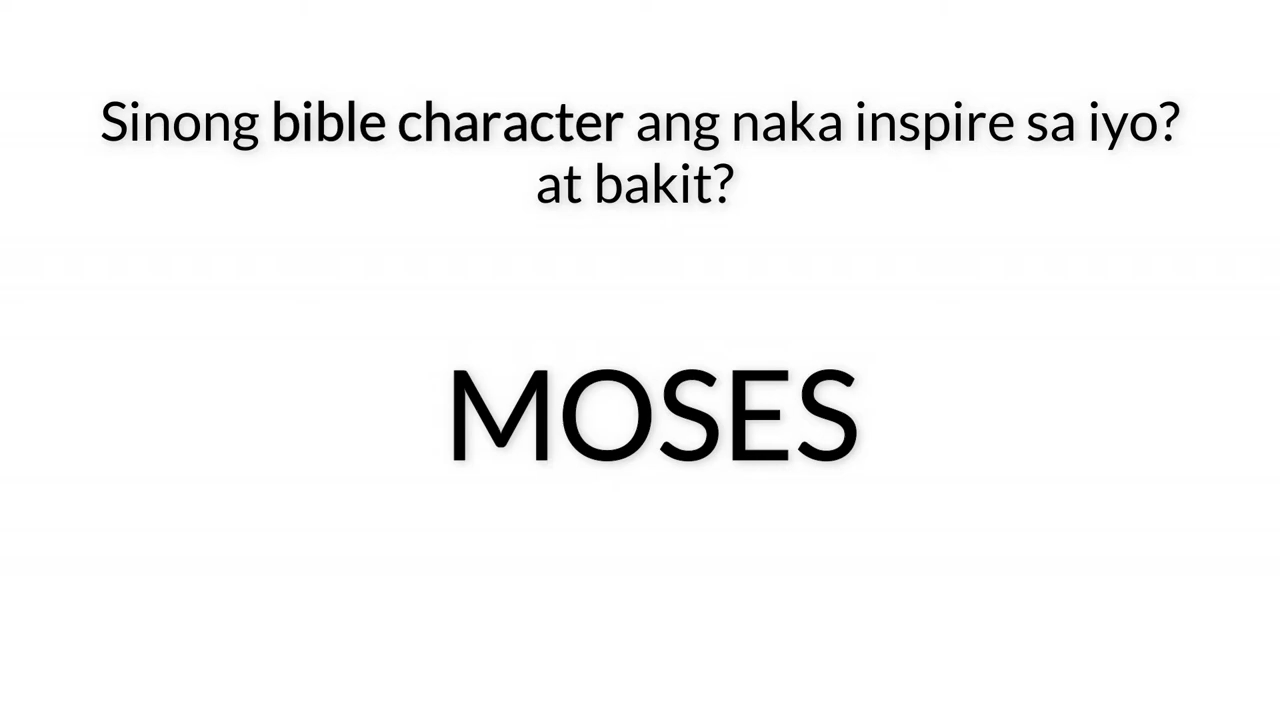 Sinong bible character ang naka inspire sa iyo?
at bakit?
MOSES